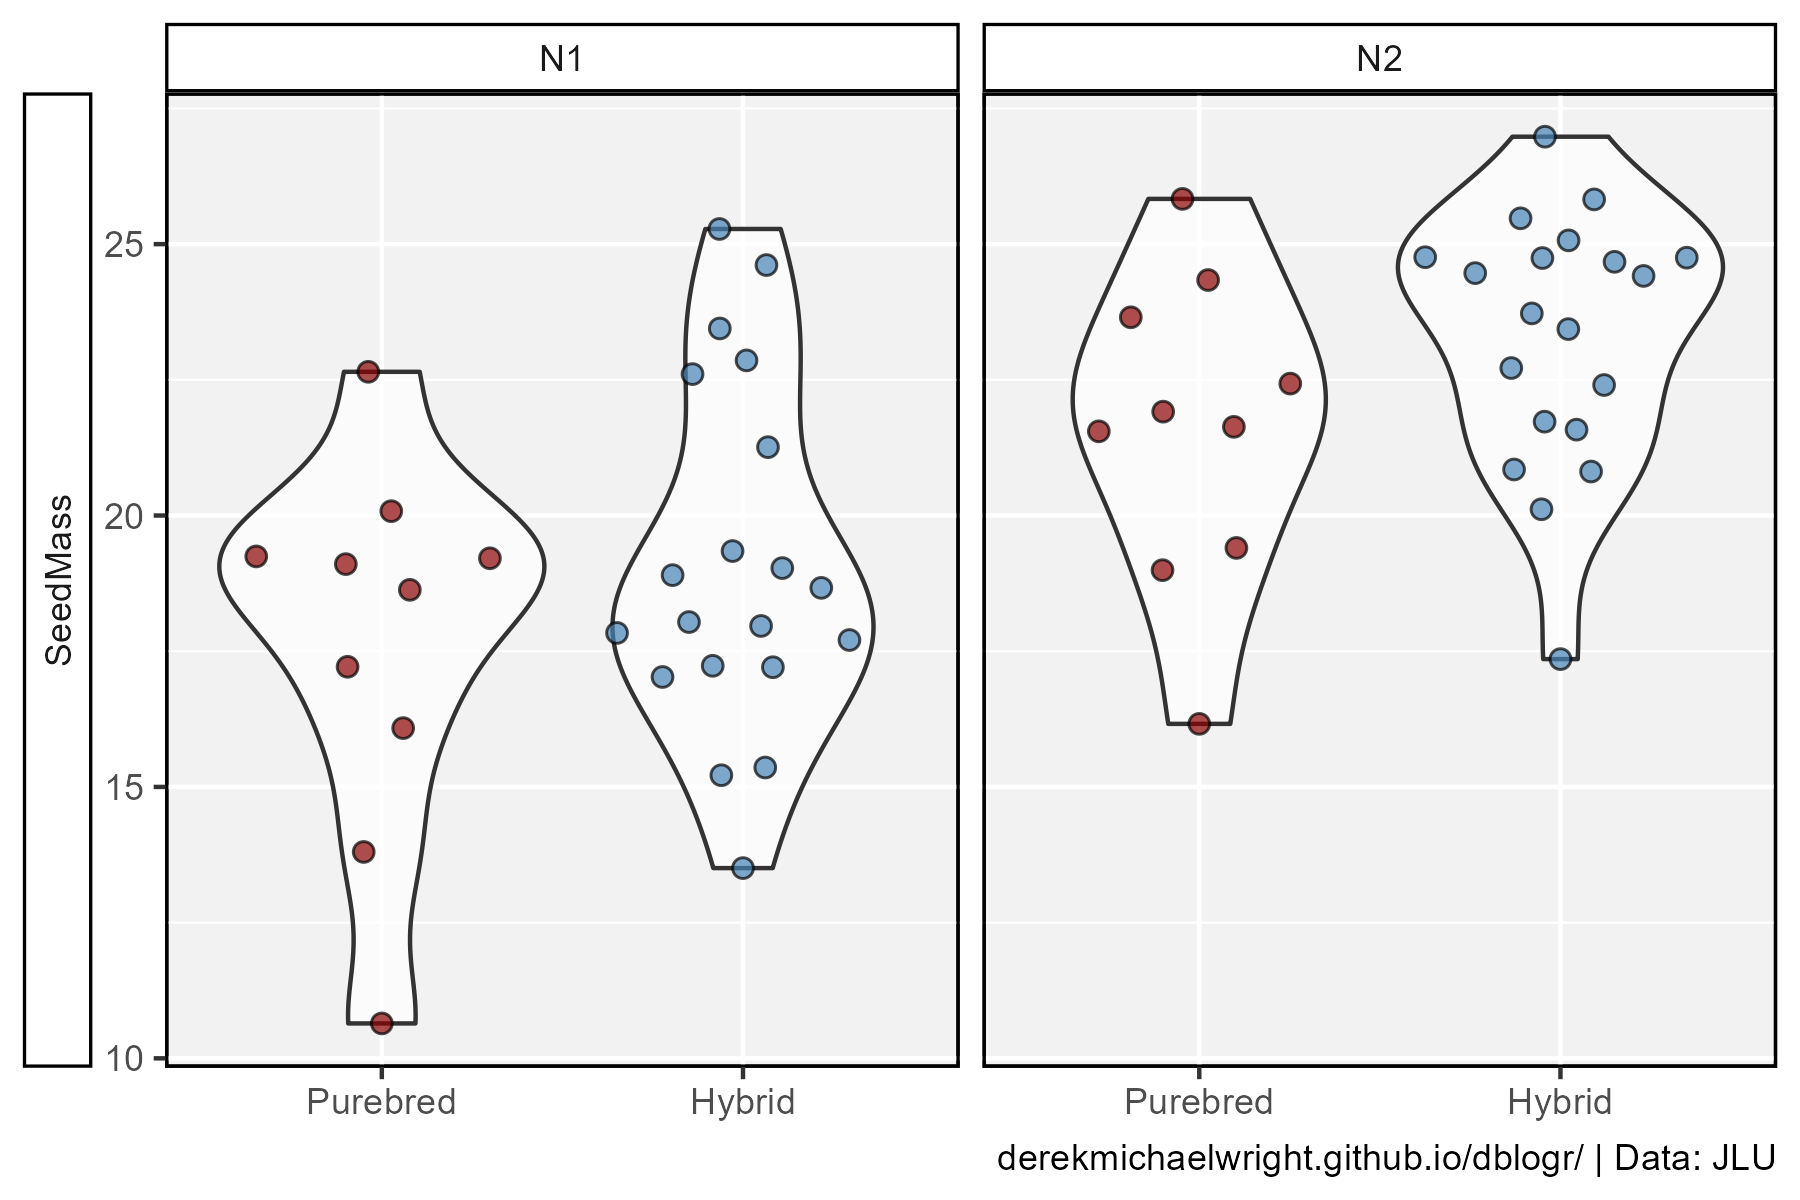 N1
N2
SeedMass
25
20
15
10
Purebred
Hybrid
Purebred
Hybrid
derekmichaelwright.github.io/dblogr/ | Data: JLU